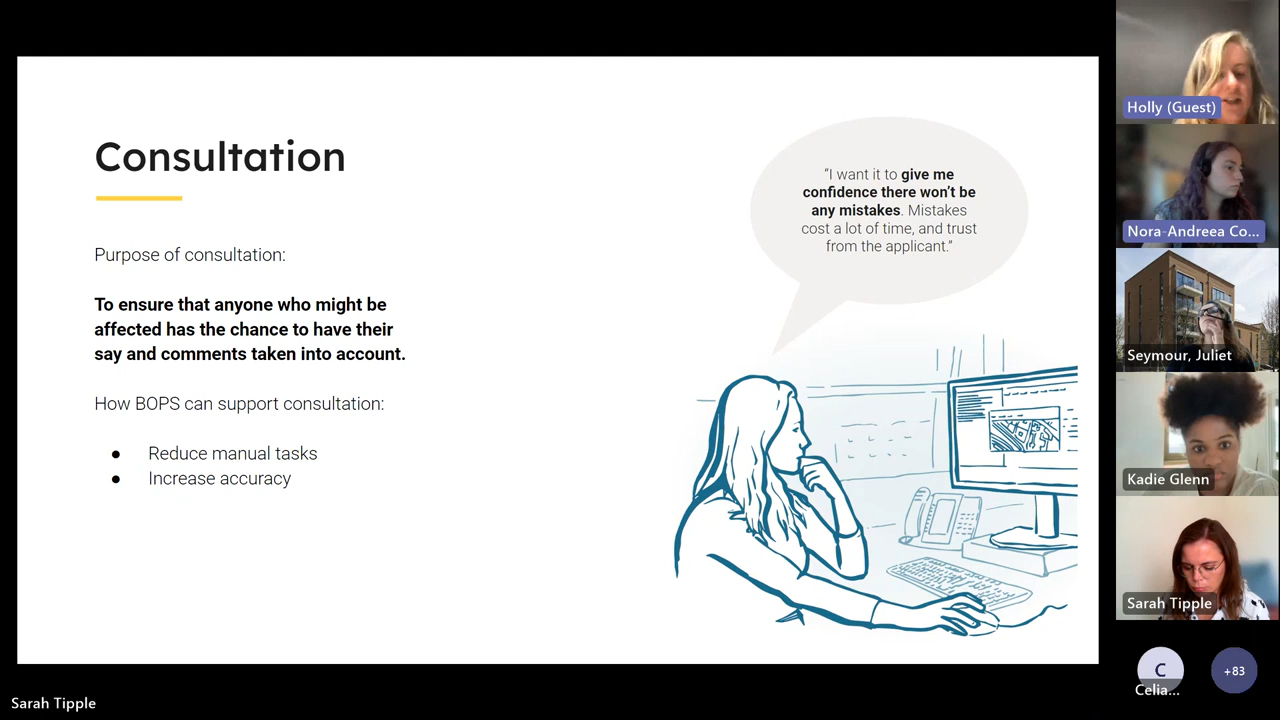 Consultation
Purpose of consultation:
To ensure that anyone who might be
affected has the chance to have their
say and comments taken into account.
How BOPS can support consultation:
● Reduce manual tasks
● Increase accuracy
"I want it to give me
confidence there won't be
any mistakes. Mistakes
cost a lot of time, and trust
from the applicant."
Holly (Guest)
Nora-Andreea Co...
Seymour, Juliet
Kadie Glenn
Sarah Tipple
C
Celia...
+83
Sarah Tipple